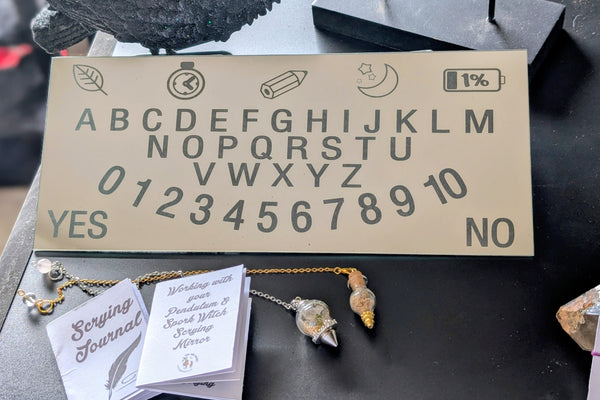 1%
A B C D E F G H I J K L M
N O P Q R S T U
V W X Y Z
0 1 2 3 4 5 6 7 8 9 10
YES
NO
Scrying
Journal
Working with
your
Pendulum &
Spork Witch
Scrying
Mirror